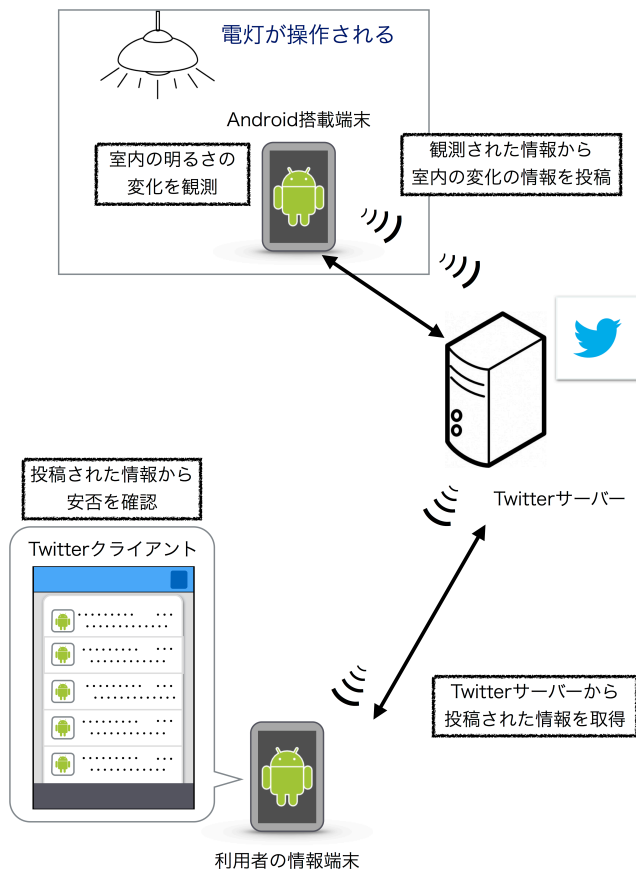 電灯が操作される
Android搭載端末
室内の明るさの
変化を観測
観測された情報から
室内の変化の情報を投稿
Twitterサーバー
投稿された情報から
安否を確認
Twitterクライアント
Twitterサーバーから
投稿された情報を取得
利用者の情報端末